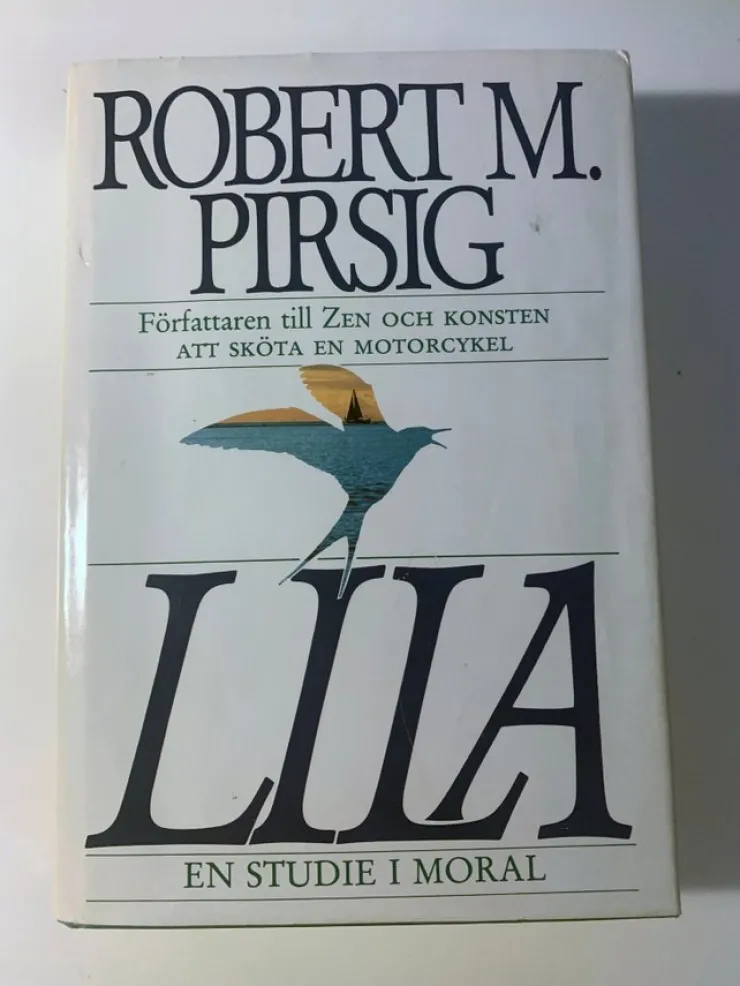 ROBERT M.
PIRSIG
Författaren till ZEN OCH KONSTEN
ATT SKÖTA EN MOTORCYKEL
LILA
EN STUDIE I MORAL